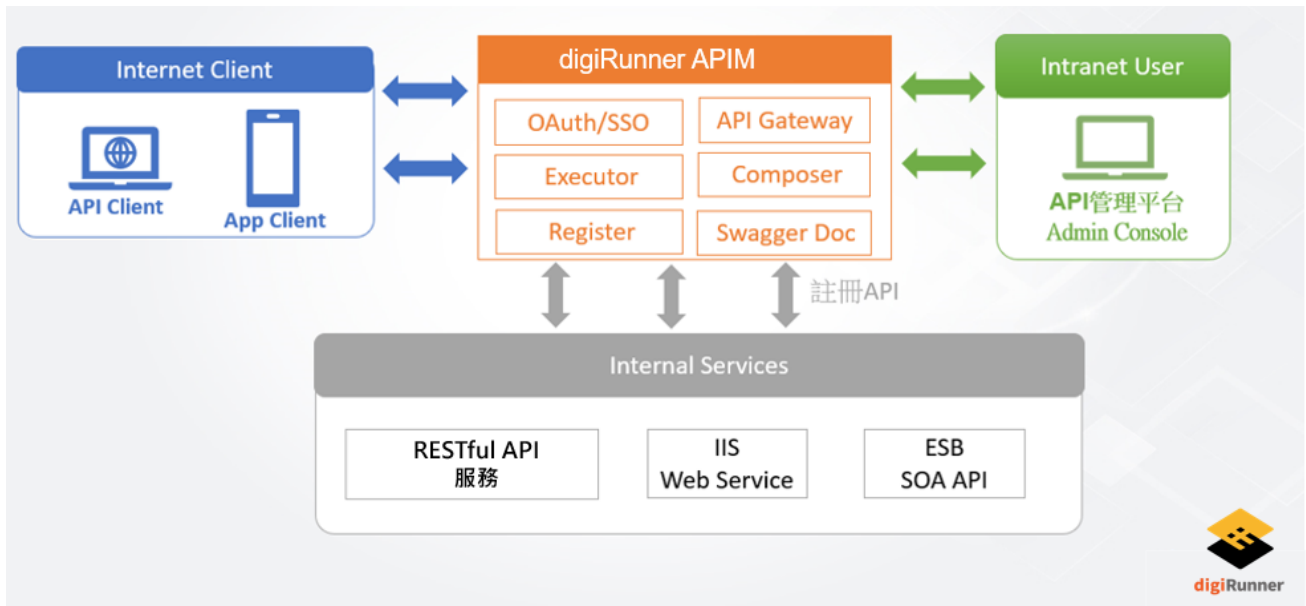 Internet Client
API Client
App Client
digiRunner APIM
OAuth/SSO
API Gateway
Executor
Composer
Register
Swagger Doc
Intranet User
API管理平台
Admin Console
註冊API
Internal Services
RESTful API
服務
IIS
Web Service
ESB
SOA API
digiRunner